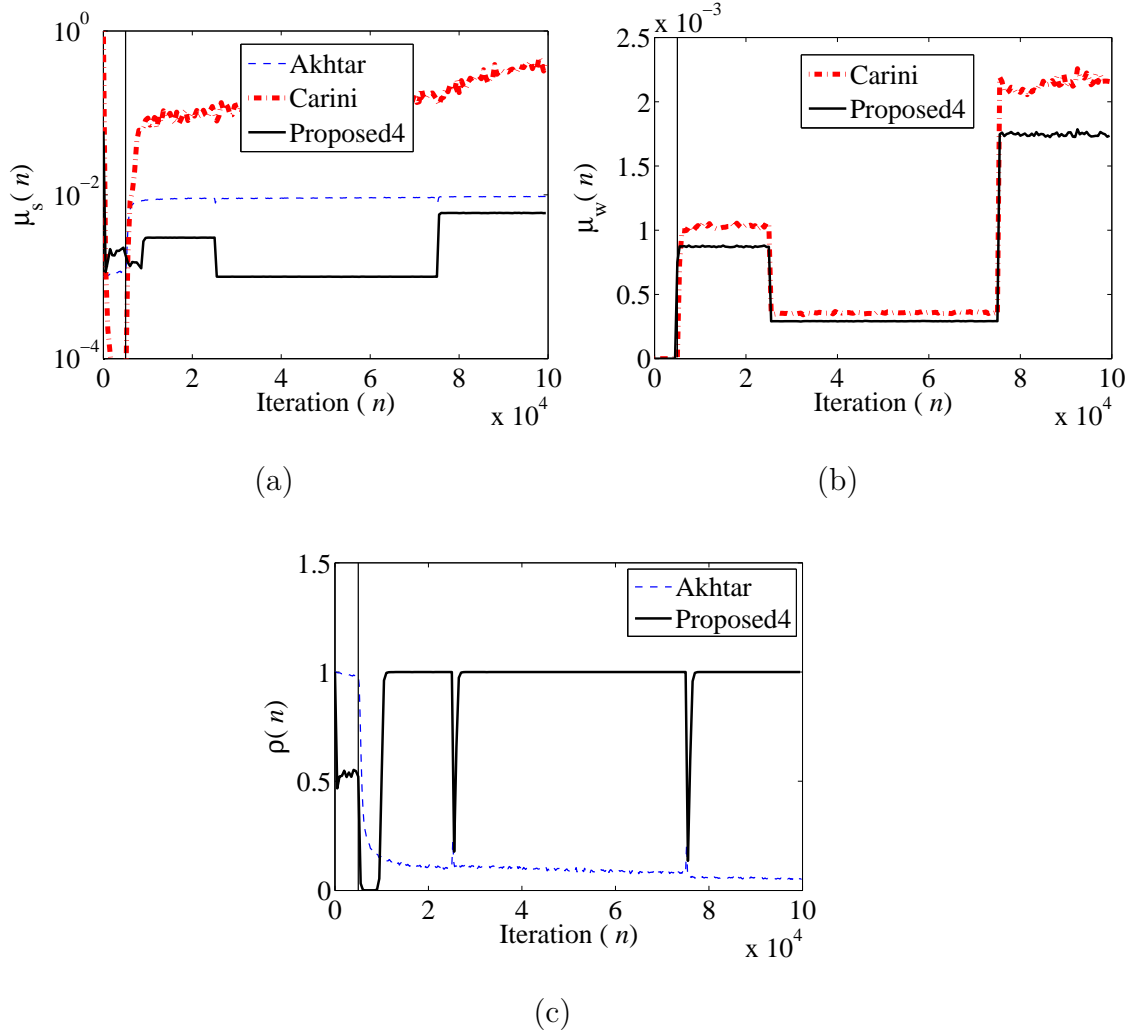 10^0
10^-2
10^-4
μ_s(n)
Akhtar
Carini
Proposed4
0 2 4 6 8 10
Iteration ( n)
x 10^4
(a)
x 10^-3
2.5
2
1.5
1
0.5
0
μ_w(n)
Carini
Proposed4
0 2 4 6 8 10
Iteration ( n)
x 10^4
(b)
1.5
1
0.5
0
ρ( n)
Akhtar
Proposed4
0 2 4 6 8 10
Iteration ( n)
x 10^4
(c)